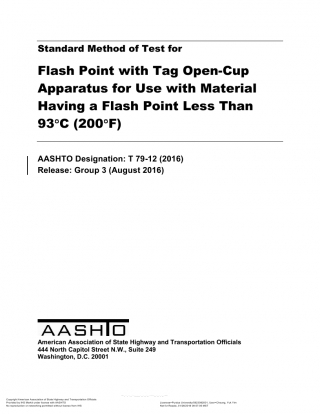 Standard Method of Test for
Flash Point with Tag Open-Cup
Apparatus for Use with Material
Having a Flash Point Less Than
93°C (200°F)
AASHTO Designation: T 79-12 (2016)
Release: Group 3 (August 2016)
AASHTO
American Association of State Highway and Transportation Officials
444 North Capitol Street N.W., Suite 249
Washington, D.C. 20001